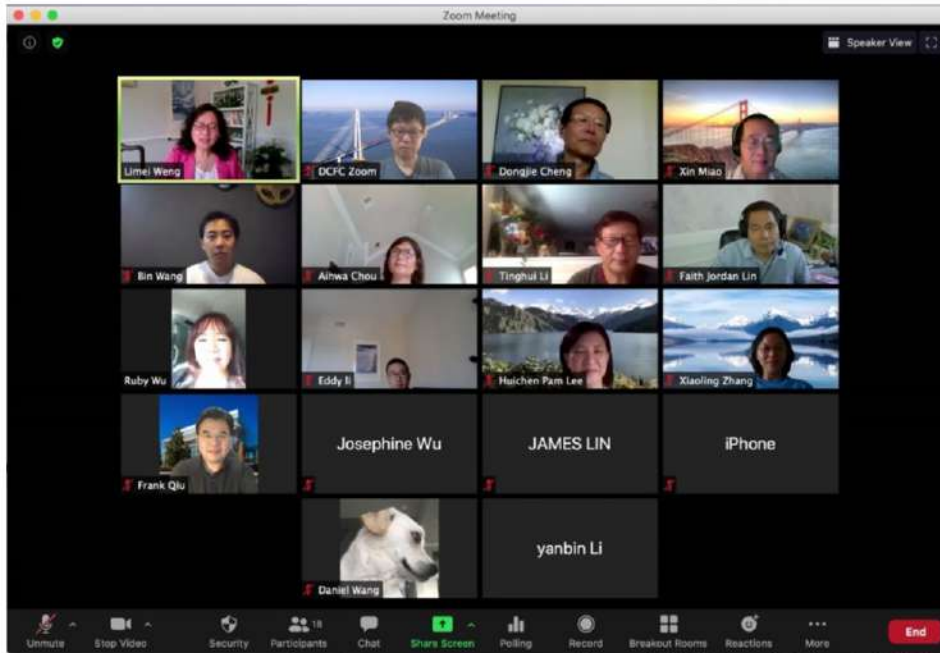 Zoom Meeting
Speaker View
Limei Weng
DCFC Zoom
Dongjie Cheng
Xin Miao
Bin Wang
Aihwa Chou
Tinghui Li
Faith Jordan Lin
Ruby Wu
Eddy li
Huichen Pam Lee
Xiaoling Zhang
Frank Qiu
Josephine Wu
JAMES LIN
iPhone
Daniel Wang
yanbin Li
Unmute
Stop Video
Security
Participants
18
Chat
Share Screen
Polling
Record
Breakout Rooms
Reactions
More
End